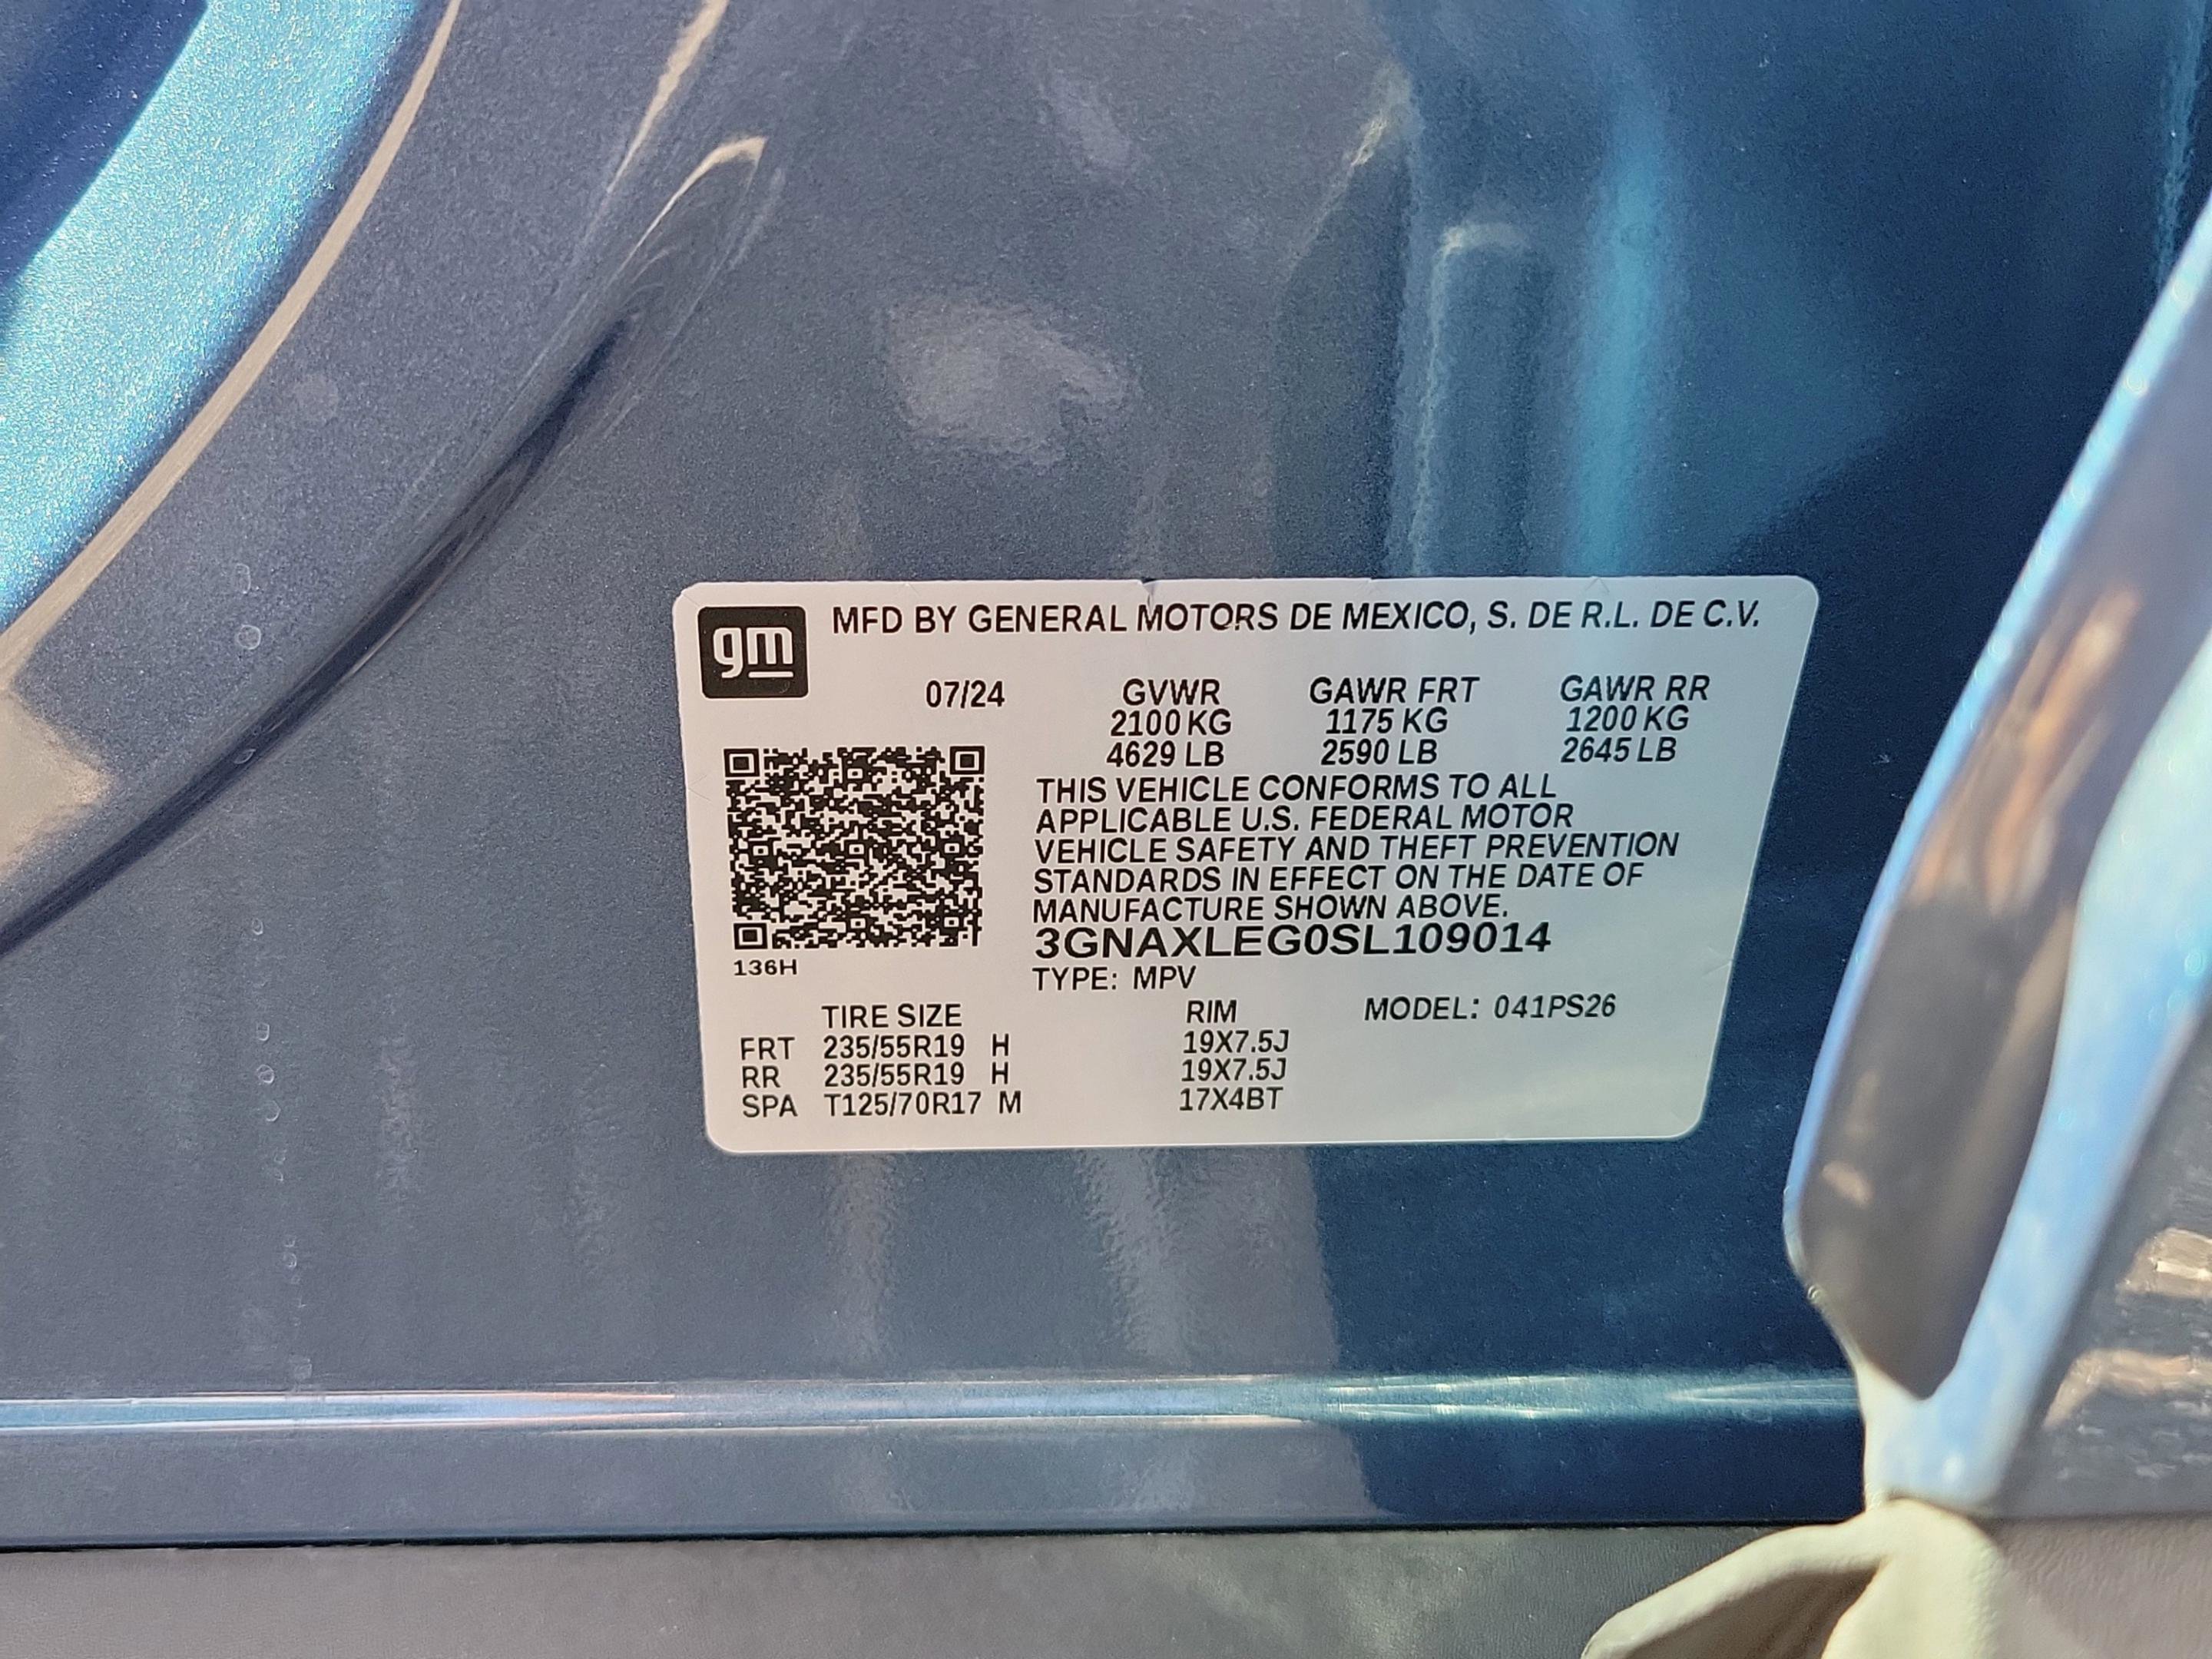 gm
MFD BY GENERAL MOTORS DE MEXICO, S. DE R.L. DE C.V.
07/24 GVWR GAWR FRT GAWR RR
2100 KG 1175 KG 1200 KG
4629 LB 2590 LB 2645 LB
THIS VEHICLE CONFORMS TO ALL
APPLICABLE U.S. FEDERAL MOTOR
VEHICLE SAFETY AND THEFT PREVENTION
STANDARDS IN EFFECT ON THE DATE OF
MANUFACTURE SHOWN ABOVE.
3GNAXLEG0SL109014
136H
TYPE: MPV
TIRE SIZE RIM MODEL: 041PS26
FRT 235/55R19 H 19X7.5J
RR 235/55R19 H 19X7.5J
SPA T125/70R17 M 17X4BT